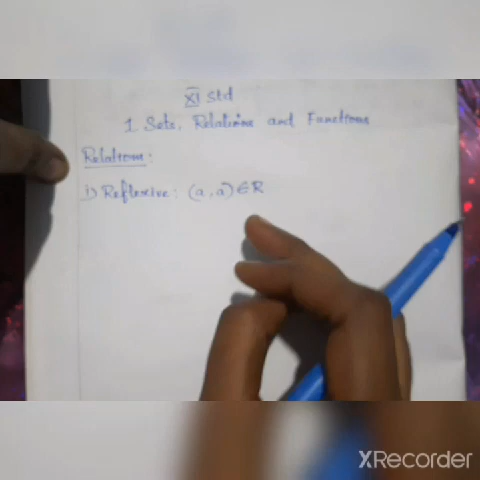 XI Std
1. Sets, Relations and Functions
Relations:
i) Reflexive: (a, a) ∈ R
XRecorder